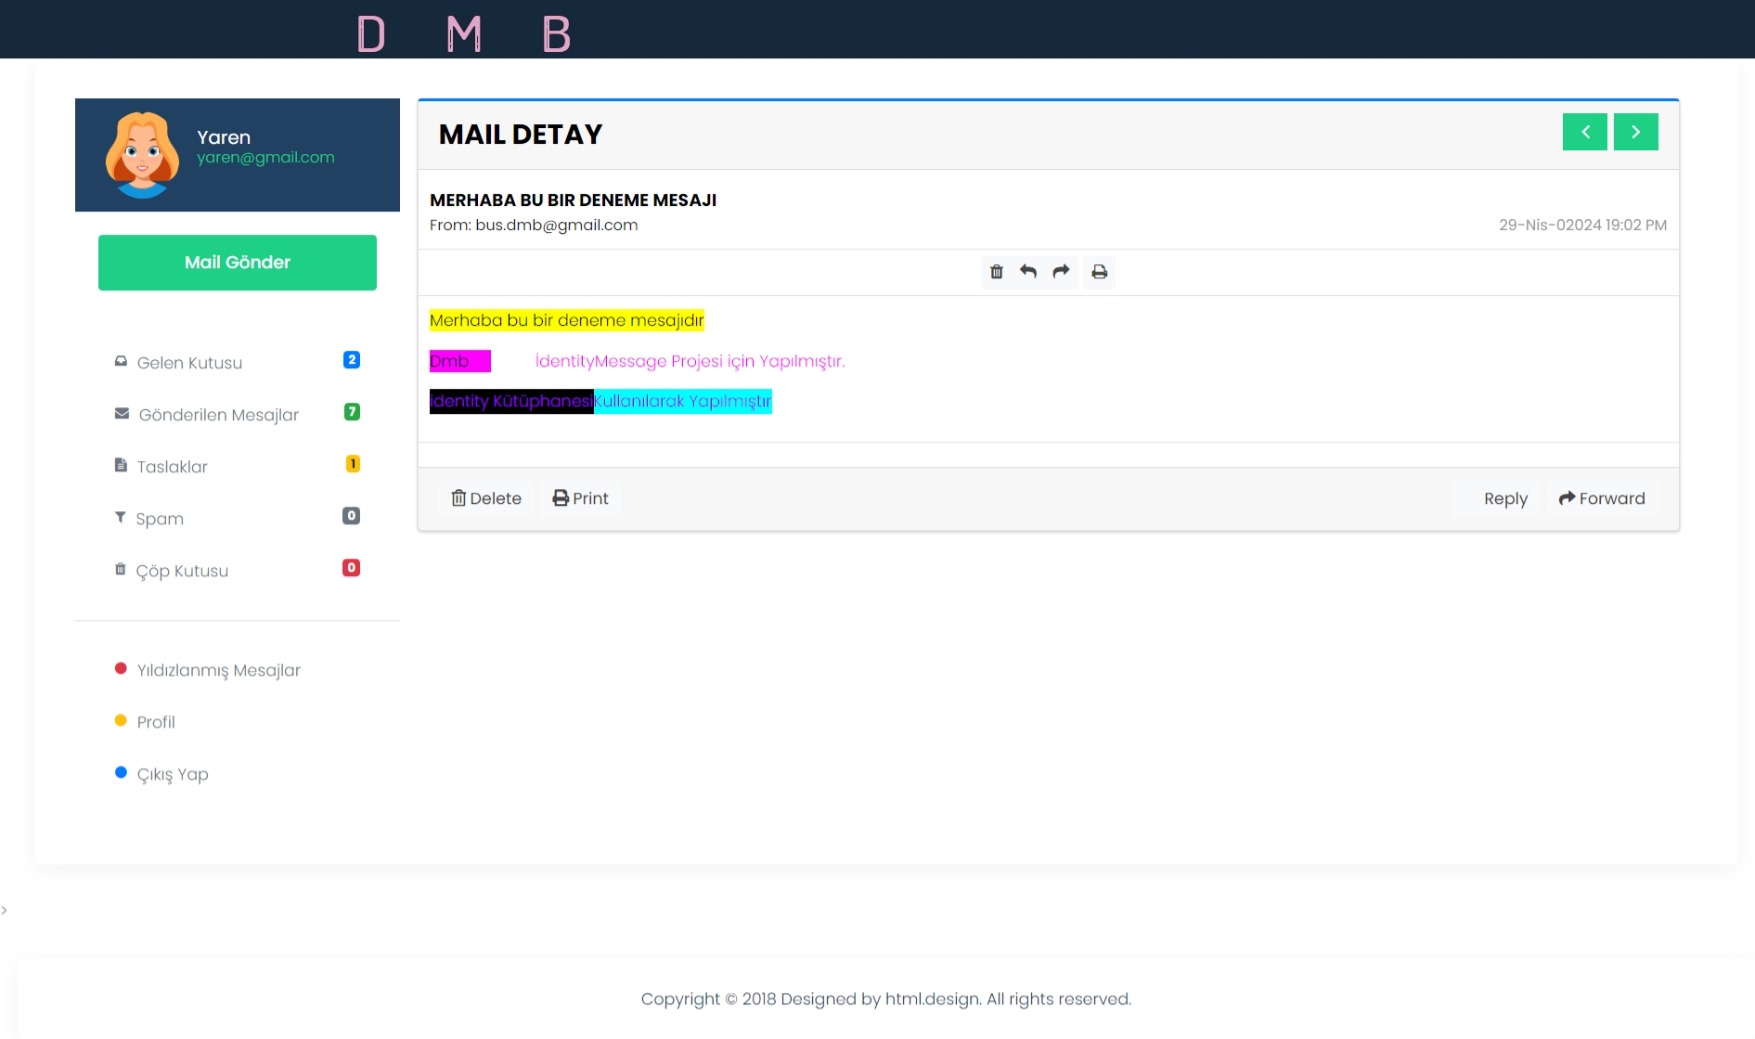 D M B
Yaren
yaren@gmail.com
Mail Gönder
Gelen Kutusu 2
Gönderilen Mesajlar 7
Taslaklar 1
Spam 0
Çöp Kutusu 0
Yıldızlanmış Mesajlar
Profil
Çıkış Yap
MAIL DETAY
MERHABA BU BIR DENEME MESAJI
From: bus.dmb@gmail.com
29-Nis-02024 19:02 PM
Merhaba bu bir deneme mesajıdır
Dmb İdentityMessage Projesi için Yapılmıştır.
İdentity KütüphanesiKullanılarak Yapılmıştır
Delete Print Reply Forward
>
Copyright © 2018 Designed by html.design. All rights reserved.